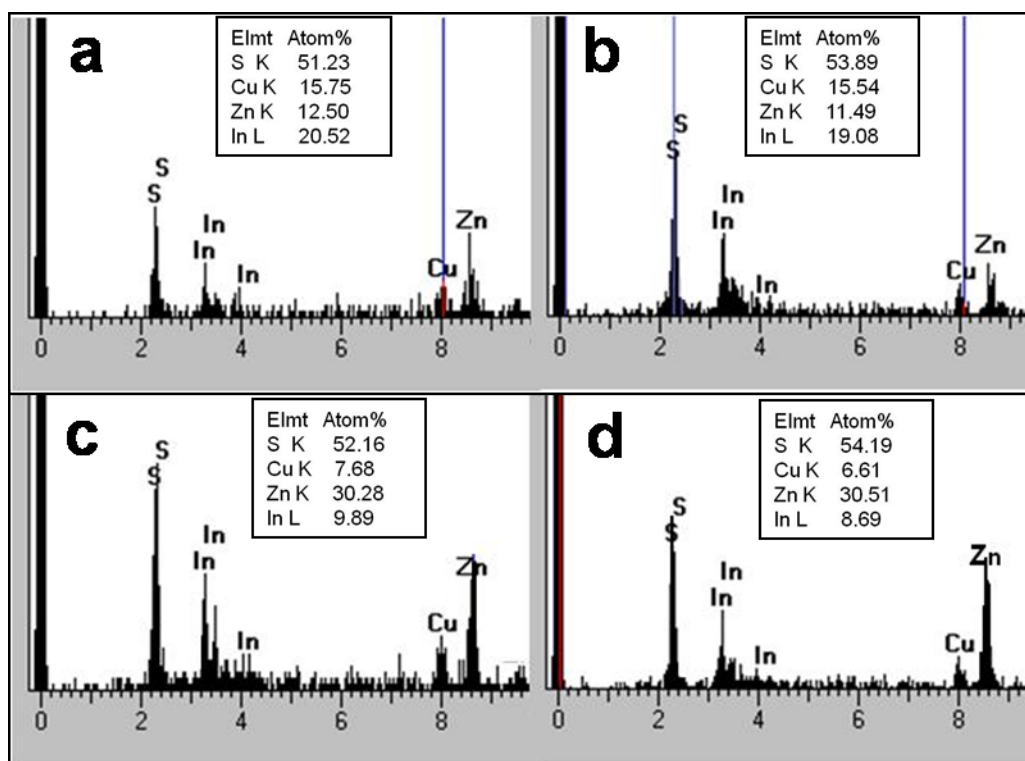 a
Elmt Atom%
S K 51.23
Cu K 15.75
Zn K 12.50
In L 20.52
S
S
In
In
In
Cu
Zn
0 2 4 6 8
b
Elmt Atom%
S K 53.89
Cu K 15.54
Zn K 11.49
In L 19.08
S
S
In
In
In
Cu
Zn
0 2 4 6 8
c
Elmt Atom%
S K 52.16
Cu K 7.68
Zn K 30.28
In L 9.89
S
S
In
In
In
Cu
Zn
0 2 4 6 8
d
Elmt Atom%
S K 54.19
Cu K 6.61
Zn K 30.51
In L 8.69
S
S
In
In
In
Cu
Zn
0 2 4 6 8